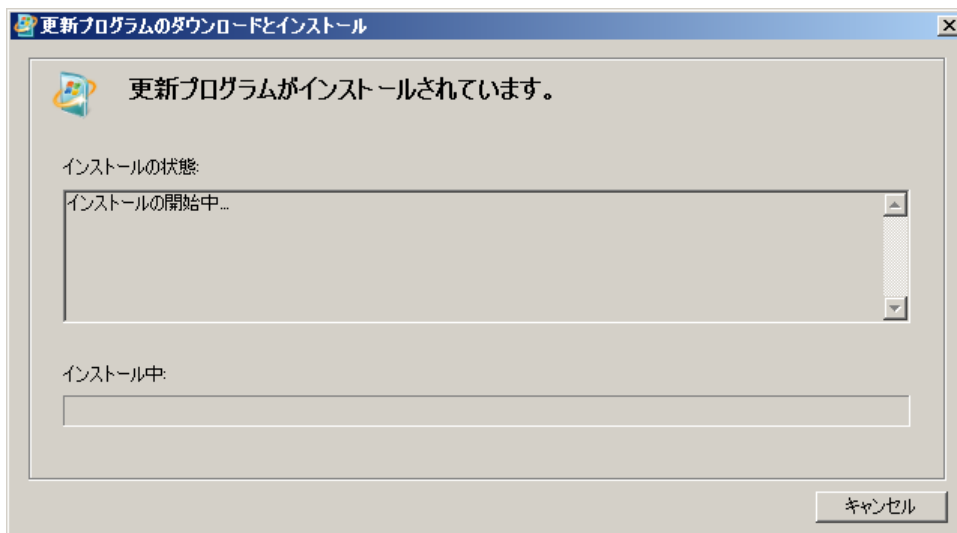 更新プログラムのダウンロードとインストール
更新プログラムがインストールされています。
インストールの状態:
インストールの開始中...
インストール中:
キャンセル